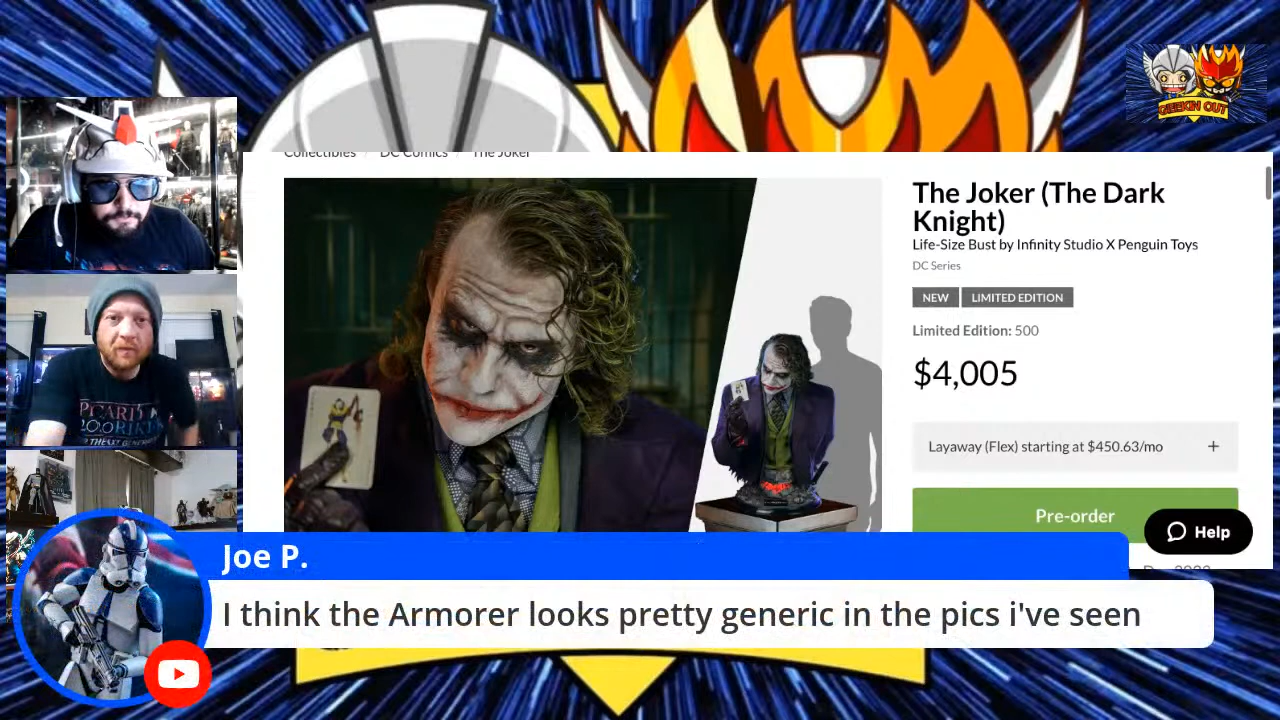 GEEKIN OUT
Collectibles / DC Comics / The Joker
The Joker (The Dark
Knight)
Life-Size Bust by Infinity Studio X Penguin Toys
DC Series
NEW
LIMITED EDITION
Limited Edition: 500
$4,005
Layaway (Flex) starting at $450.63/mo
+
Pre-order
Help
Joe P.
I think the Armorer looks pretty generic in the pics i've seen